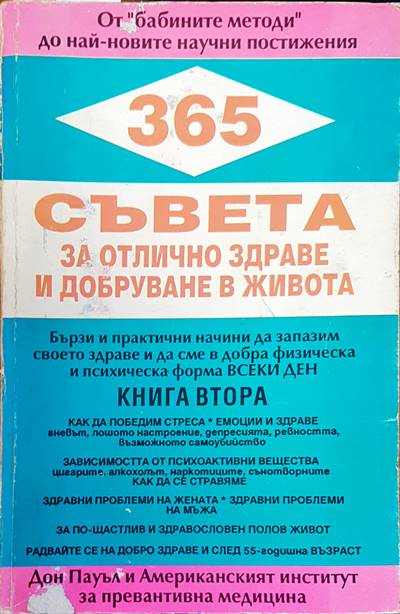 От "бабините методи"
до най-новите научни постижения
365
СЪВЕТА
ЗА ОТЛИЧНО ЗДРАВЕ
И ДОБРУВАНЕ В ЖИВОТА
Бързи и практични начини да запазим
своето здраве и да сме в добра физическа
и психическа форма ВСЕКИ ДЕН
КНИГА ВТОРА
КАК ДА ПОБЕДИМ СТРЕСА * ЕМОЦИИ И ЗДРАВЕ
гневът, лошото настроение, депресията, ревността,
възможното самоубийство
ЗАВИСИМОСТТА ОТ ПСИХОАКТИВНИ ВЕЩЕСТВА
цигарите, алкохолът, наркотиците, сънотворните
КАК ДА СЕ СТРАВЯМЕ
ЗДРАВНИ ПРОБЛЕМИ НА ЖЕНАТА * ЗДРАВНИ ПРОБЛЕМИ
НА МЪЖА
ЗА ПО-ЩАСТЛИВ И ЗДРАВОСЛОВЕН ПОЛОВ ЖИВОТ
РАДВАЙТЕ СЕ НА ДОБРО ЗДРАВЕ И СЛЕД 55-годишна ВЪЗРАСТ
Дон Пауъл и Американският институт
за превантивна медицина